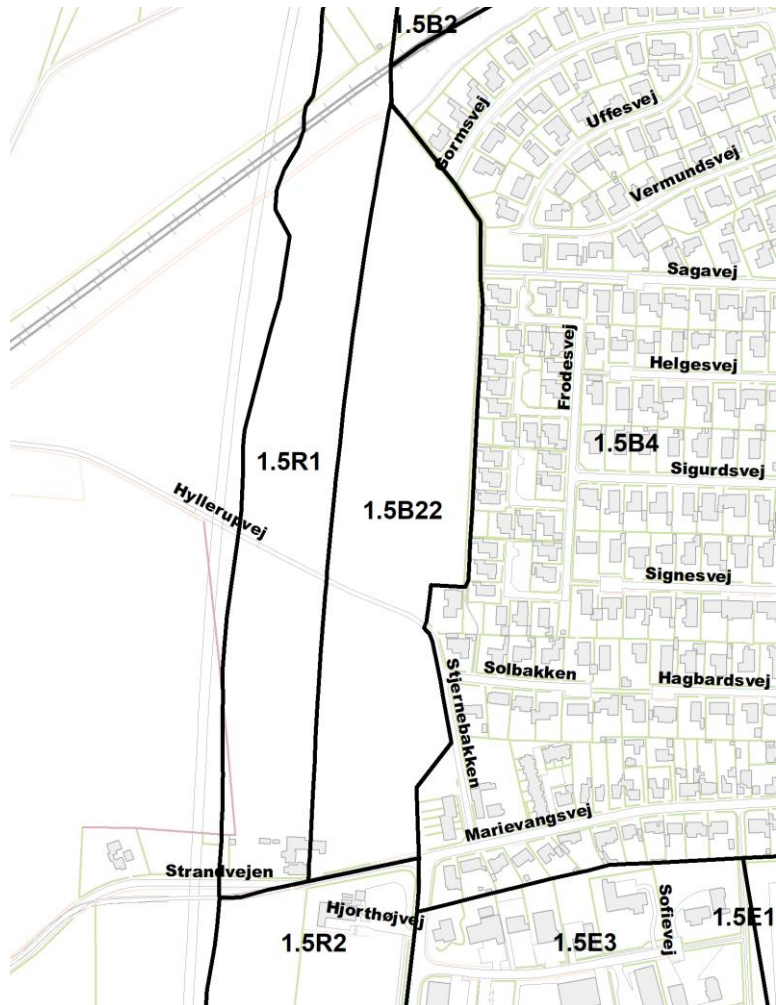 1.5B2
Gormsvej
Uffesvej
Vermundsvej
Sagavej
Helgesvej
Frodesvej
1.5B4
1.5R1
Sigurdsvej
Hyllerupvej
1.5B22
Signesvej
Solbakken
Hagbardsvej
Stjernebakken
Marievangsvej
Strandvejen
Hjorthøjvej
Sofievej
1.5R2
1.5E3
1.5E1